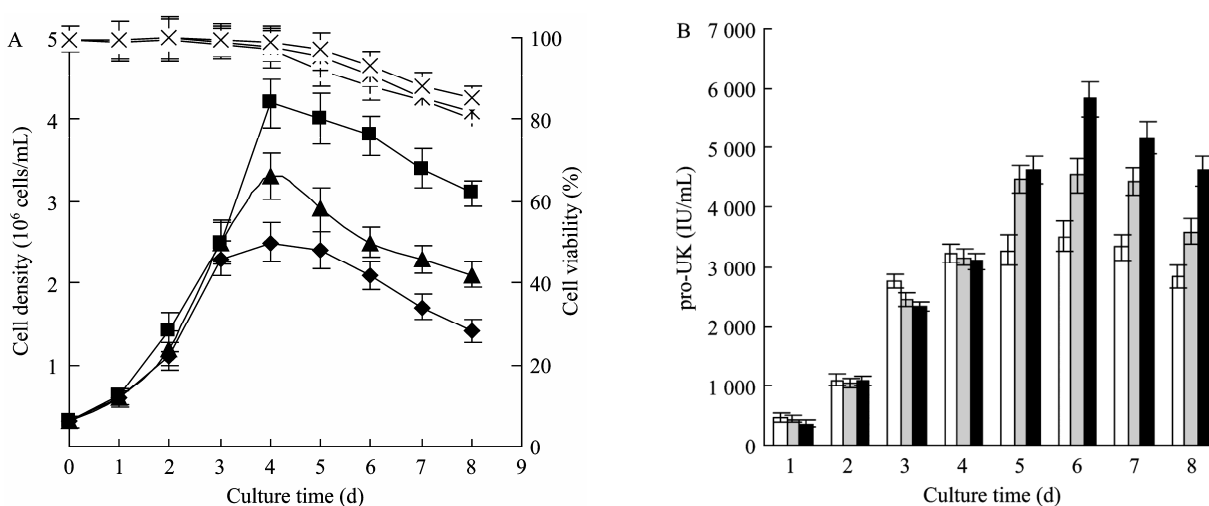 A
5
4
3
2
1
Cell density (10⁶ cells/mL)
100
80
60
40
20
0
Cell viability (%)
0 1 2 3 4 5 6 7 8 9
Culture time (d)
B
7 000
6 000
5 000
4 000
3 000
2 000
1 000
0
pro-UK (IU/mL)
1 2 3 4 5 6 7 8
Culture time (d)